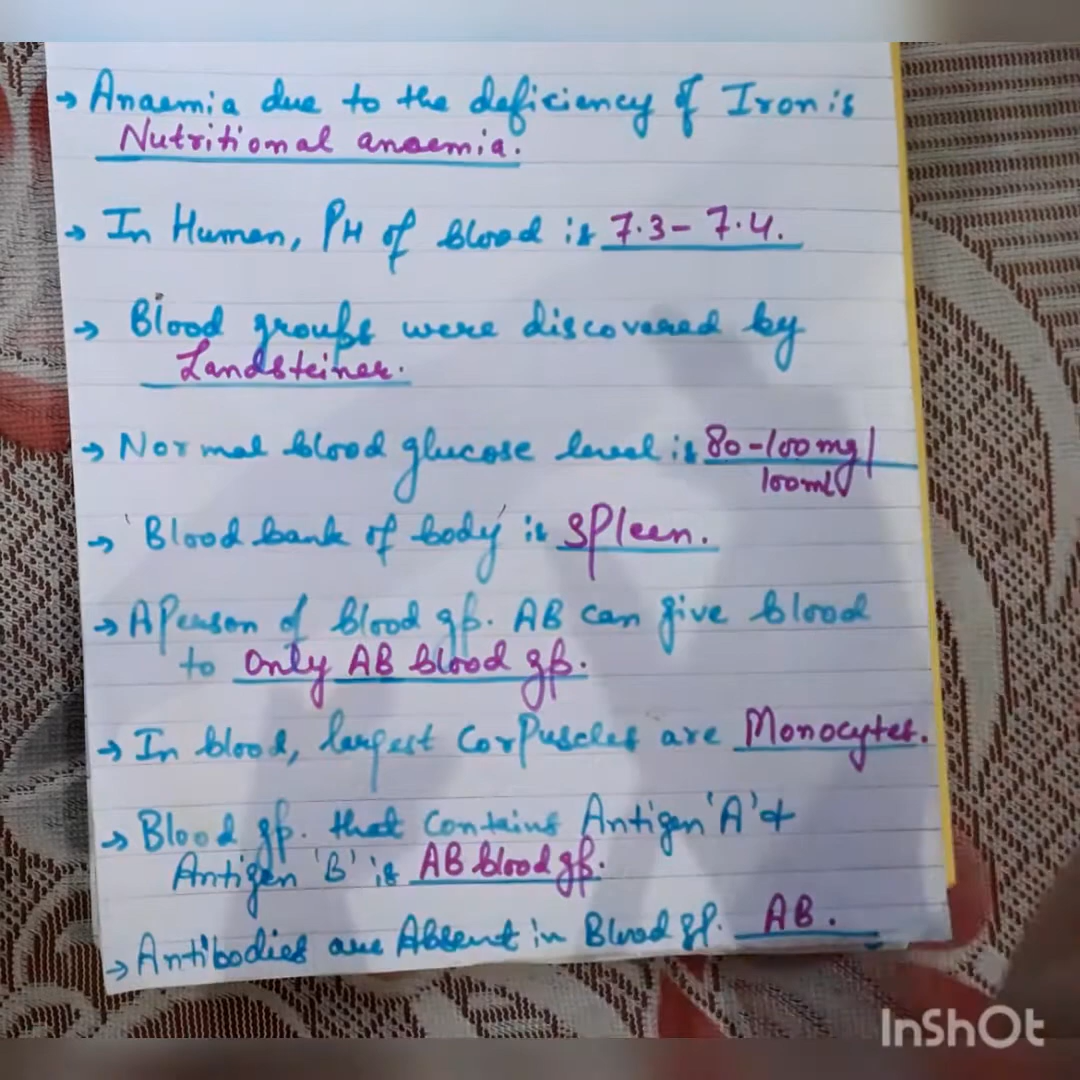 → Anaemia due to the deficiency of Iron is
Nutritional anaemia.
→ In Human, PH of blood is 7.3 - 7.4.
→ Blood groups were discovered by
Landsteiner.
→ Normal blood glucose level is 80-100mg/
100ml
→ 'Blood bank of body' is Spleen.
→ A Person of blood gp. AB can give blood
to only AB blood gp.
→ In blood, largest Corpuscles are Monocytes.
→ Blood gp. that Contains Antigen 'A' &
Antigen 'B' is AB blood gp.
→ Antibodies are Absent in Blood gp. AB.
InShOt